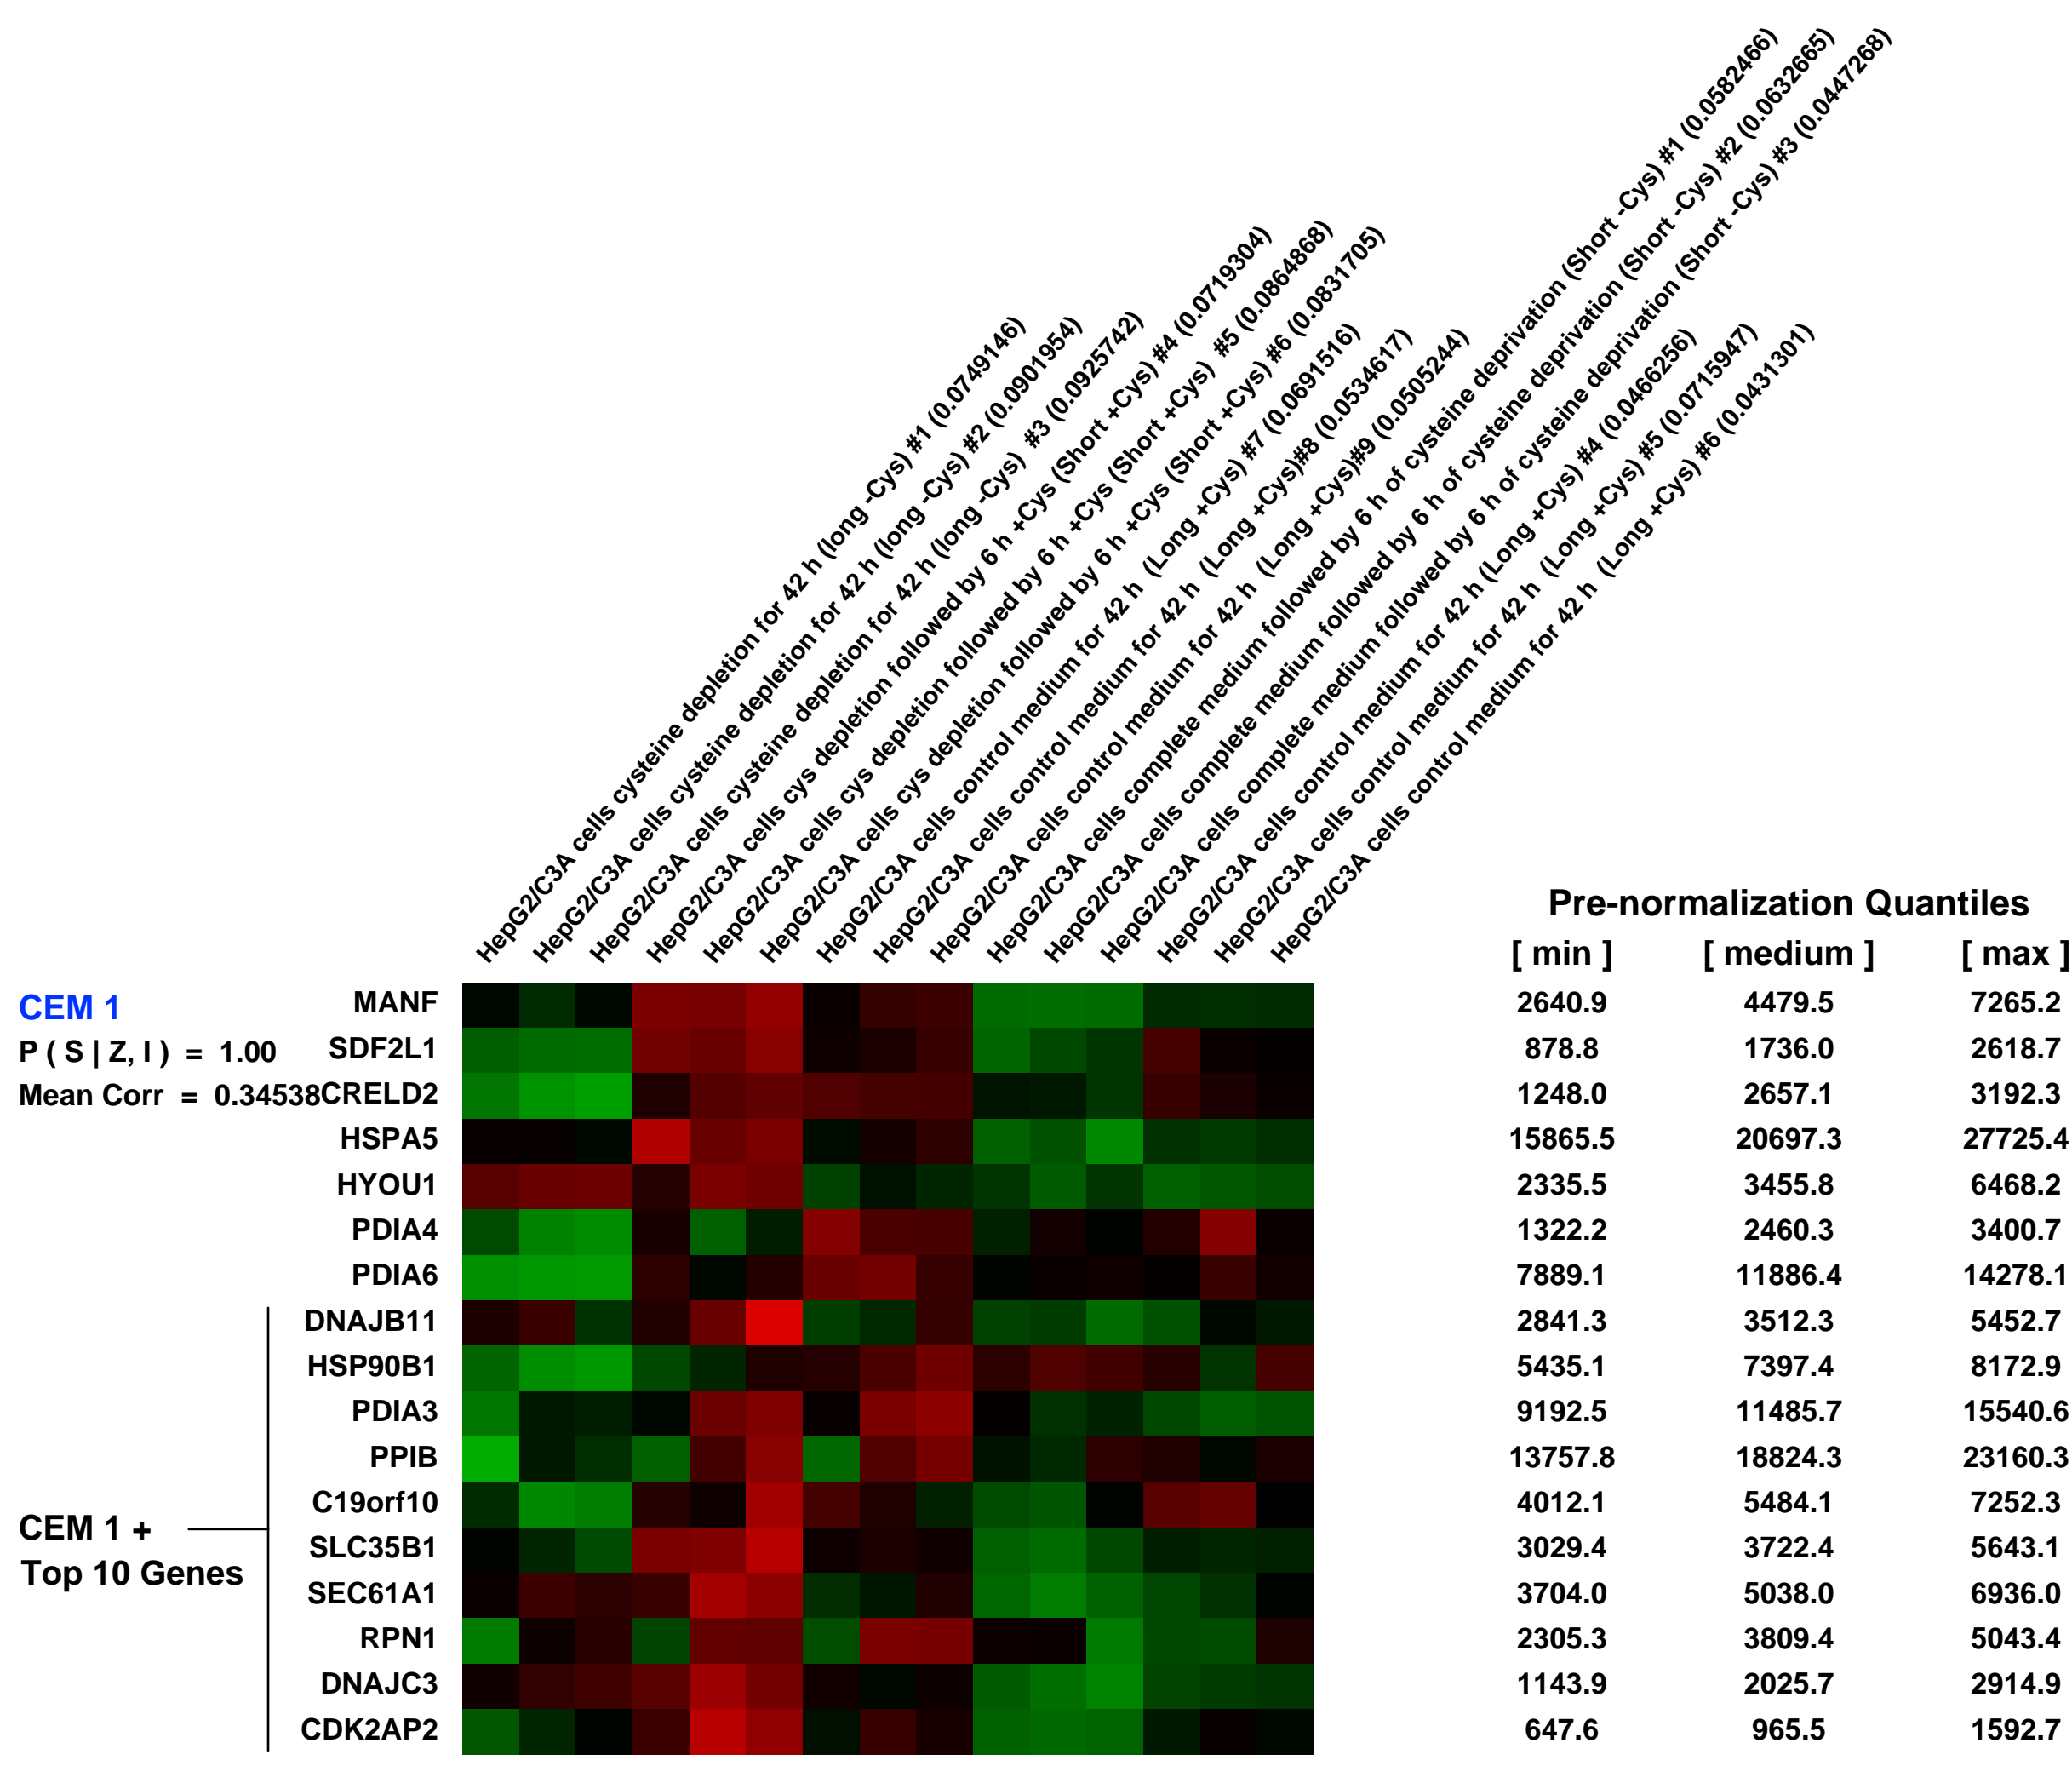 HepG2/C3A cells cysteine depletion for 42 h (long -Cys) #1 (0.0749146)
HepG2/C3A cells cysteine depletion for 42 h (long -Cys) #2 (0.0901954)
HepG2/C3A cells cysteine depletion for 42 h (long -Cys)  #3 (0.0925742)
HepG2/C3A cells cys depletion followed by 6 h +Cys (Short +Cys) #4 (0.0719304)
HepG2/C3A cells cys depletion followed by 6 h +Cys (Short +Cys)  #5 (0.0864868)
HepG2/C3A cells cys depletion followed by 6 h +Cys (Short +Cys) #6 (0.0831705)
HepG2/C3A cells control medium for 42 h  (Long +Cys) #7 (0.0691516)
HepG2/C3A cells control medium for 42 h  (Long +Cys)#8 (0.0534617)
HepG2/C3A cells control medium for 42 h  (Long +Cys)#9 (0.0505244)
HepG2/C3A cells complete medium followed by 6 h of cysteine deprivation (Short -Cys) #1 (0.0582466)
HepG2/C3A cells complete medium followed by 6 h of cysteine deprivation (Short -Cys) #2 (0.0632665)
HepG2/C3A cells complete medium followed by 6 h of cysteine deprivation (Short -Cys) #3 (0.0447268)
HepG2/C3A cells control medium for 42 h (Long +Cys) #4 (0.0466256)
HepG2/C3A cells control medium for 42 h  (Long +Cys) #5 (0.0715947)
HepG2/C3A cells control medium for 42 h  (Long +Cys) #6 (0.0431301)
Pre-normalization Quantiles
[ min ] [ medium ] [ max ]
CEM 1
P ( S | Z, I ) = 1.00
Mean Corr = 0.34538
MANF 2640.9 4479.5 7265.2
SDF2L1 878.8 1736.0 2618.7
CRELD2 1248.0 2657.1 3192.3
HSPA5 15865.5 20697.3 27725.4
HYOU1 2335.5 3455.8 6468.2
PDIA4 1322.2 2460.3 3400.7
PDIA6 7889.1 11886.4 14278.1
DNAJB11 2841.3 3512.3 5452.7
HSP90B1 5435.1 7397.4 8172.9
PDIA3 9192.5 11485.7 15540.6
PPIB 13757.8 18824.3 23160.3
C19orf10 4012.1 5484.1 7252.3
CEM 1 +
Top 10 Genes
SLC35B1 3029.4 3722.4 5643.1
SEC61A1 3704.0 5038.0 6936.0
RPN1 2305.3 3809.4 5043.4
DNAJC3 1143.9 2025.7 2914.9
CDK2AP2 647.6 965.5 1592.7